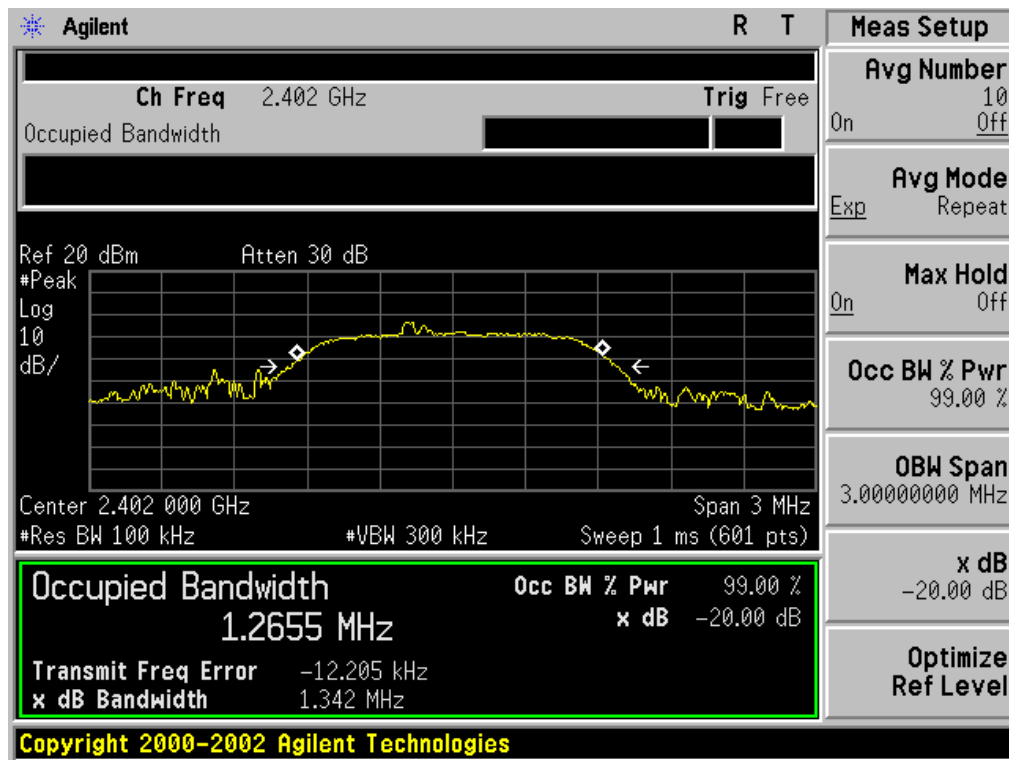 Agilent R T
Ch Freq 2.402 GHz Trig Free
Occupied Bandwidth
Ref 20 dBm Atten 30 dB
#Peak
Log
10
dB/
Center 2.402 000 GHz Span 3 MHz
#Res BW 100 kHz #VBW 300 kHz Sweep 1 ms (601 pts)
Occupied Bandwidth Occ BW % Pwr 99.00 %
1.2655 MHz x dB -20.00 dB
Transmit Freq Error -12.205 kHz
x dB Bandwidth 1.342 MHz
Copyright 2000-2002 Agilent Technologies
Meas Setup
Avg Number
10
On Off
Avg Mode
Exp Repeat
Max Hold
On Off
Occ BW % Pwr
99.00 %
OBW Span
3.00000000 MHz
x dB
-20.00 dB
Optimize
Ref Level